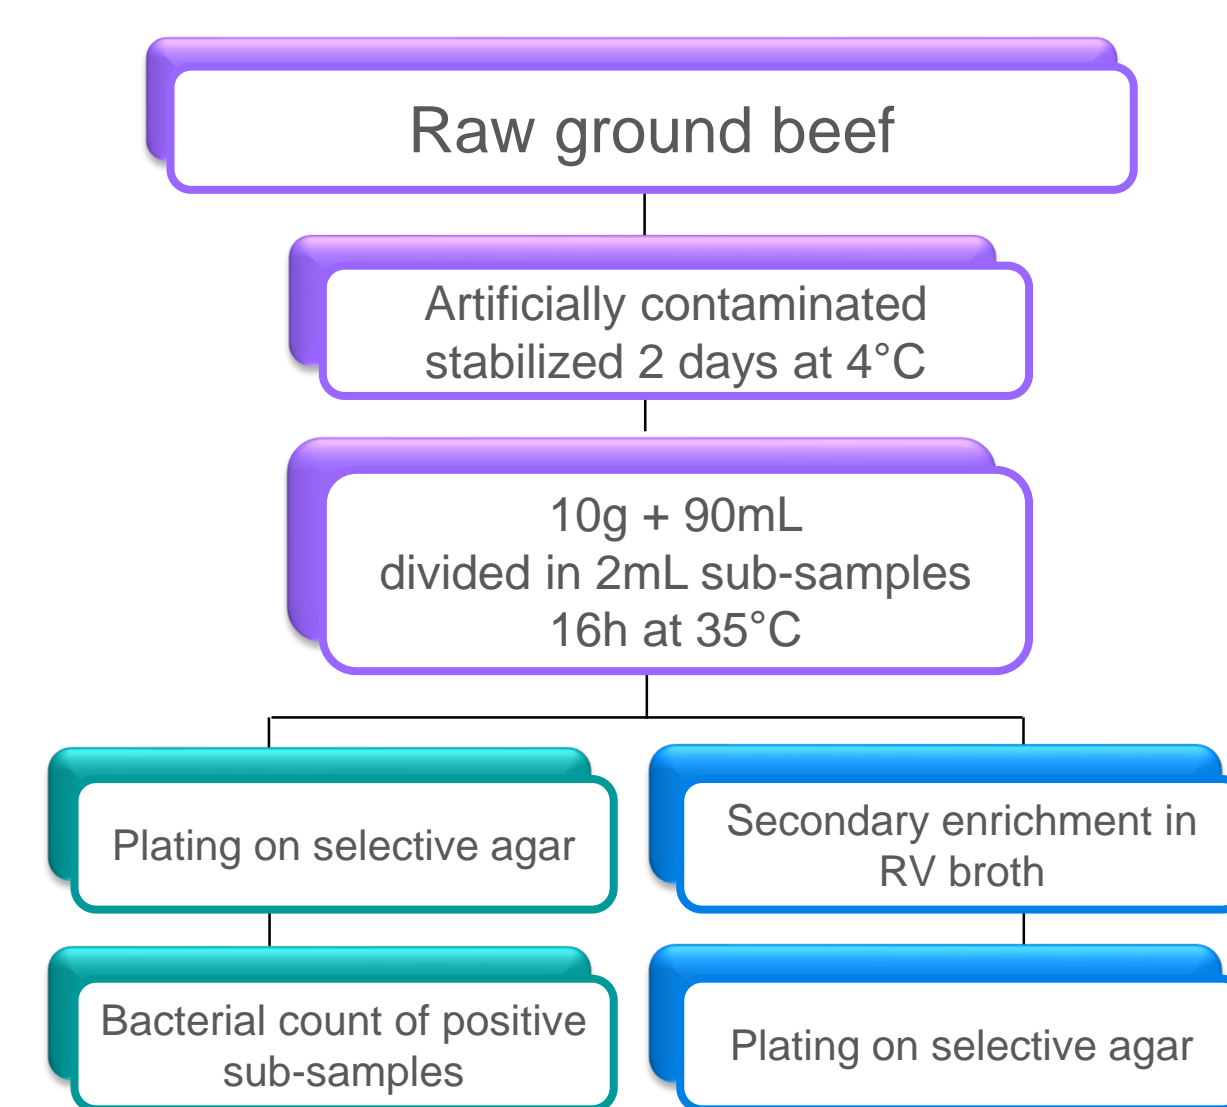 Raw ground beef
Artificially contaminated
stabilized 2 days at 4°C
10g + 90mL
divided in 2mL sub-samples
16h at 35°C
Plating on selective agar
Secondary enrichment in
RV broth
Bacterial count of positive
sub-samples
Plating on selective agar